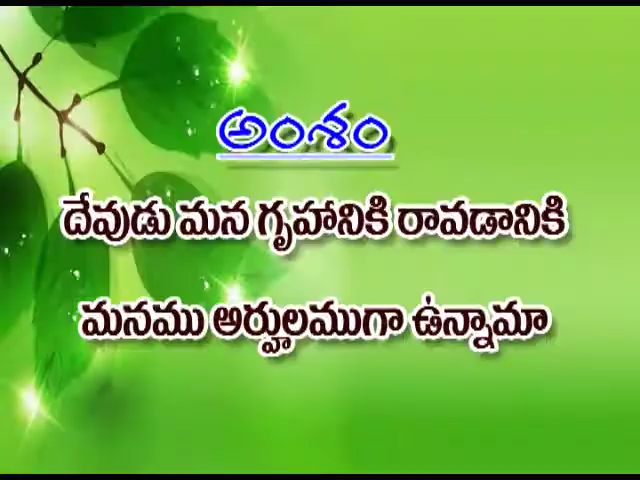 అంశం
దేవుడు మన గృహానికి రావడానికి
మనము అర్హులముగా ఉన్నామా